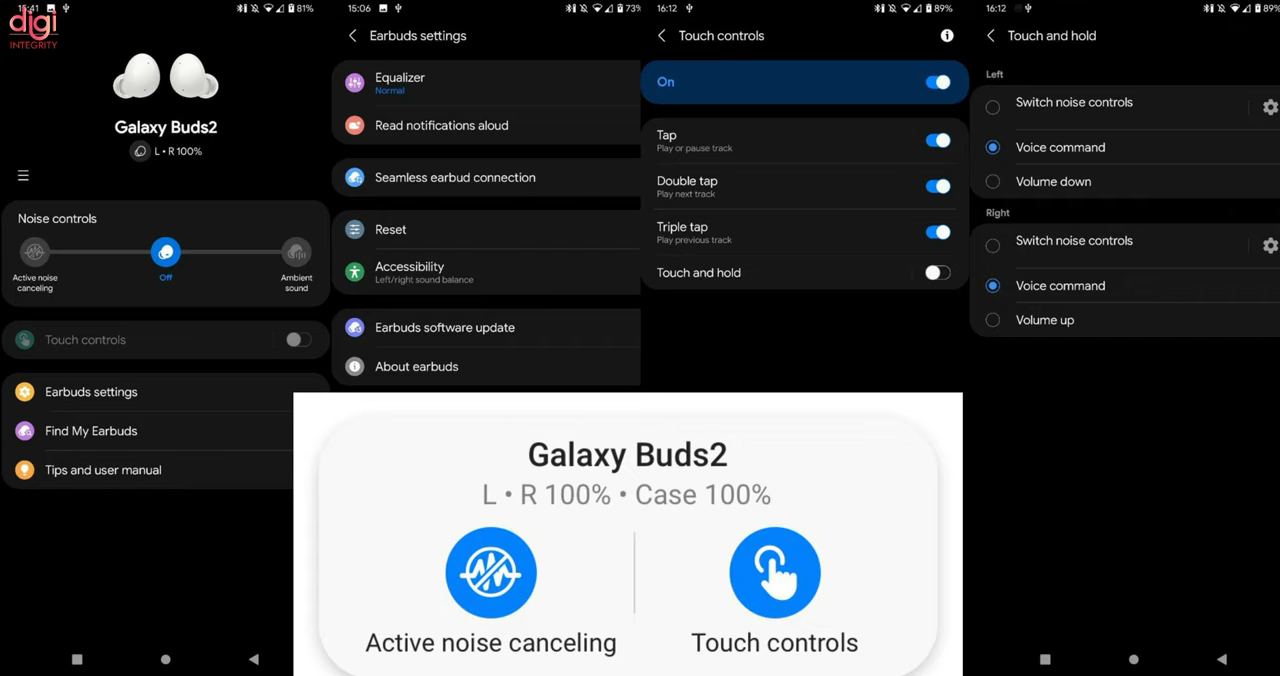 15:41
81%
digi
INTEGRITY
Galaxy Buds2
L • R 100%
Noise controls
Active noise
canceling
Off
Ambient
sound
Touch controls
Earbuds settings
Find My Earbuds
Tips and user manual
15:06
73%
Earbuds settings
Equalizer
Normal
Read notifications aloud
Seamless earbud connection
Reset
Accessibility
Left/right sound balance
Earbuds software update
About earbuds
16:12
89%
Touch controls
On
Tap
Play or pause track
Double tap
Play next track
Triple tap
Play previous track
Touch and hold
16:12
89%
Touch and hold
Left
Switch noise controls
Voice command
Volume down
Right
Switch noise controls
Voice command
Volume up
Galaxy Buds2
L • R 100% • Case 100%
Active noise canceling
Touch controls